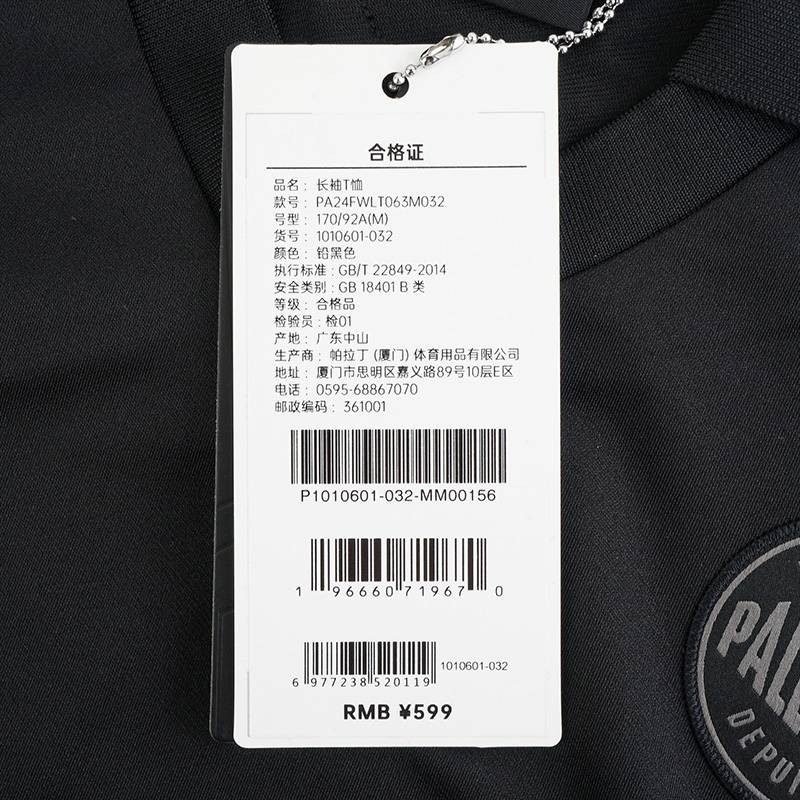 合格证
品名：长袖T恤
款号：PA24FWLT063M032
号型：170/92A(M)
货号：1010601-032
颜色：铅黑色
执行标准：GB/T 22849-2014
安全类别：GB 18401 B 类
等级：合格品
检验员：检01
产地：广东中山
生产商：帕拉丁(厦门)体育用品有限公司
地址：厦门市思明区嘉义路89号10层E区
电话：0595-68867070
邮政编码：361001
P1010601-032-MM00156
1 96660 71967 0
1010601-032
6 977238 520119
RMB ¥599
PALL
DEPU